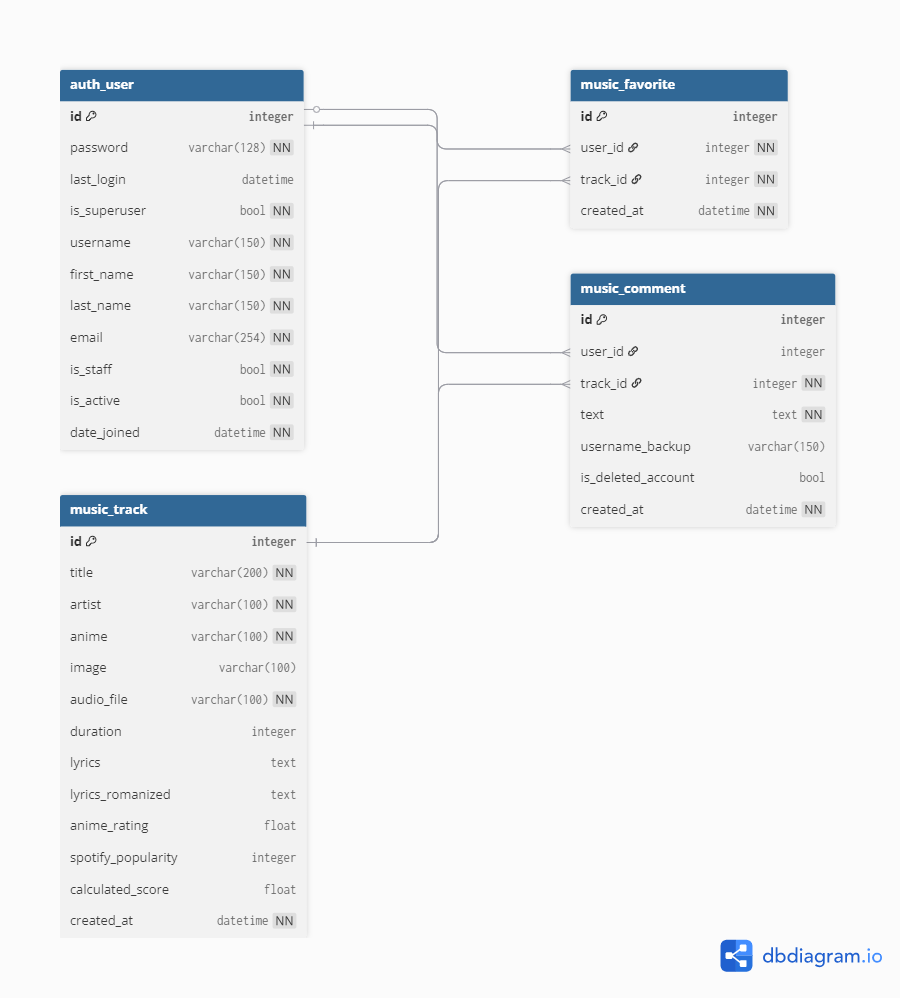 auth_user
id integer
password varchar(128) NN
last_login datetime
is_superuser bool NN
username varchar(150) NN
first_name varchar(150) NN
last_name varchar(150) NN
email varchar(254) NN
is_staff bool NN
is_active bool NN
date_joined datetime NN
music_favorite
id integer
user_id integer NN
track_id integer NN
created_at datetime NN
music_comment
id integer
user_id integer
track_id integer NN
text text NN
username_backup varchar(150)
is_deleted_account bool
created_at datetime NN
music_track
id integer
title varchar(200) NN
artist varchar(100) NN
anime varchar(100) NN
image varchar(100)
audio_file varchar(100) NN
duration integer
lyrics text
lyrics_romanized text
anime_rating float
spotify_popularity integer
calculated_score float
created_at datetime NN
dbdiagram.io